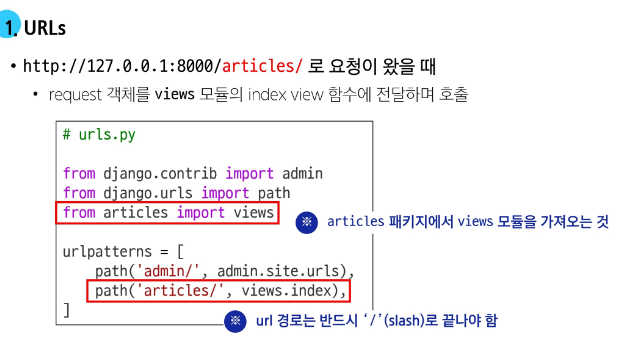 1. URLs
• http://127.0.0.1:8000/articles/ 로 요청이 왔을 때
• request 객체를 views 모듈의 index view 함수에 전달하며 호출
# urls.py
from django.contrib import admin
from django.urls import path
from articles import views
※ articles 패키지에서 views 모듈을 가져오는 것
urlpatterns = [
path('admin/', admin.site.urls),
path('articles/', views.index),
]
※ url 경로는 반드시 ‘/’(slash)로 끝나야 함